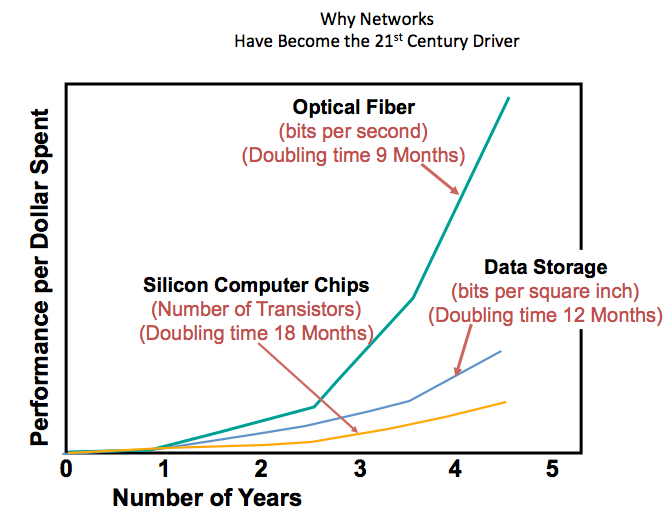 Why Networks
Have Become the 21st Century Driver
Optical Fiber
(bits per second)
(Doubling time 9 Months)
Data Storage
(bits per square inch)
(Doubling time 12 Months)
Silicon Computer Chips
(Number of Transistors)
(Doubling time 18 Months)
Performance per Dollar Spent
0 1 2 3 4 5
Number of Years